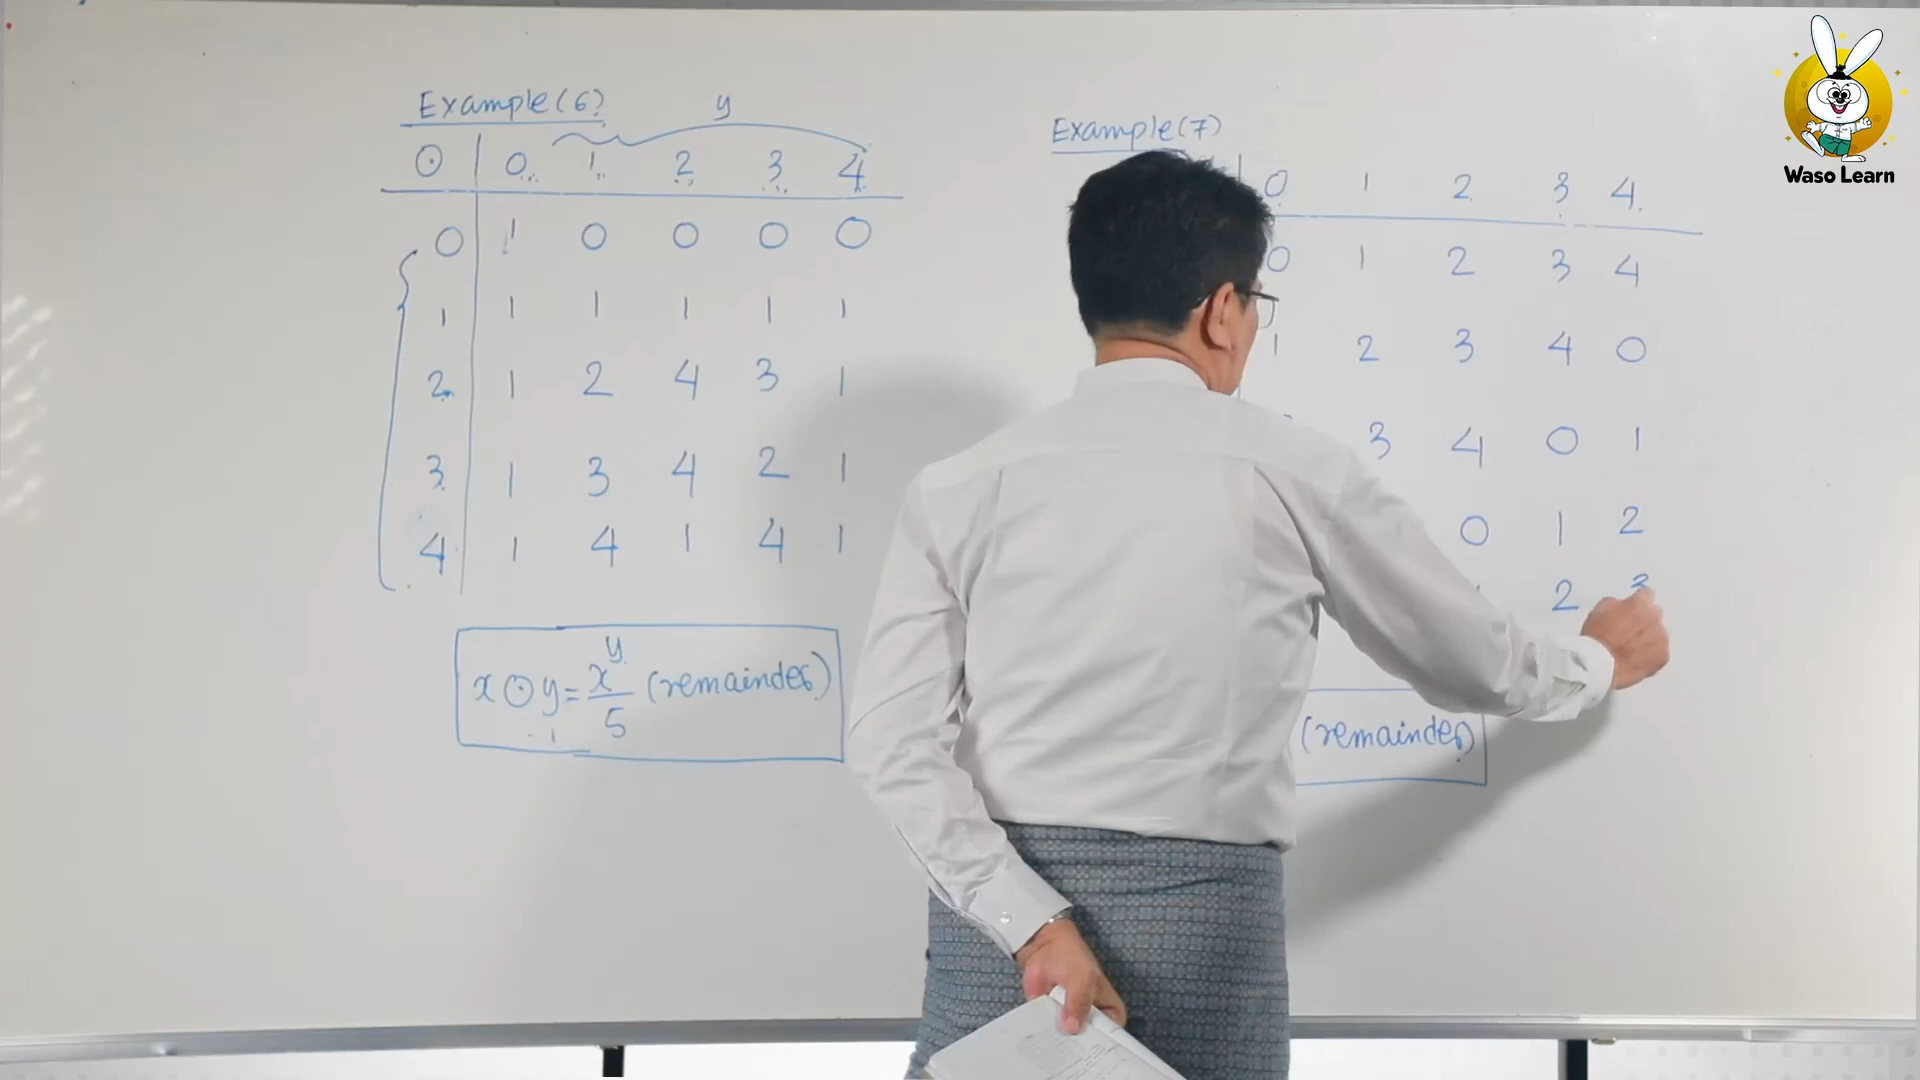 Example (6)
y
⊙ 0 1 2 3 4
0 1 0 0 0 0
1 1 1 1 1 1
2 1 2 4 3 1
3 1 3 4 2 1
4 1 4 1 4 1
x ⊙ y = x^y / 5 (remainder)
Example (7)
0 1 2 3 4
0 1 2 3 4
1 2 3 4 0
3 4 0 1
0 1 2
2 3
(remainder)
Waso Learn